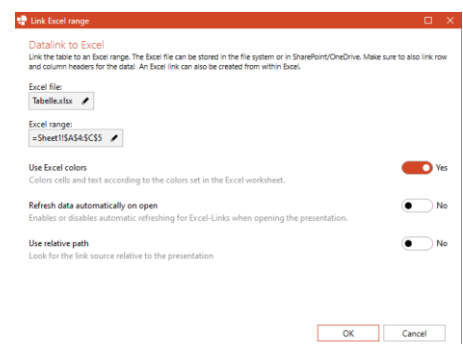 Link Excel range
Datalink to Excel
Link the table to an Excel range. The Excel file can be stored in the file system or in SharePoint/OneDrive. Make sure to also link row
and column headers for the data! An Excel link can also be created from within Excel.
Excel file:
Tabelle.xlsx
Excel range:
=Sheet1!$A$4:$C$5
Use Excel colors
Yes
Colors cells and text according to the colors set in the Excel worksheet.
Refresh data automatically on open
No
Enables or disables automatic refreshing for Excel-Links when opening the presentation.
Use relative path
No
Look for the link source relative to the presentation
OK
Cancel